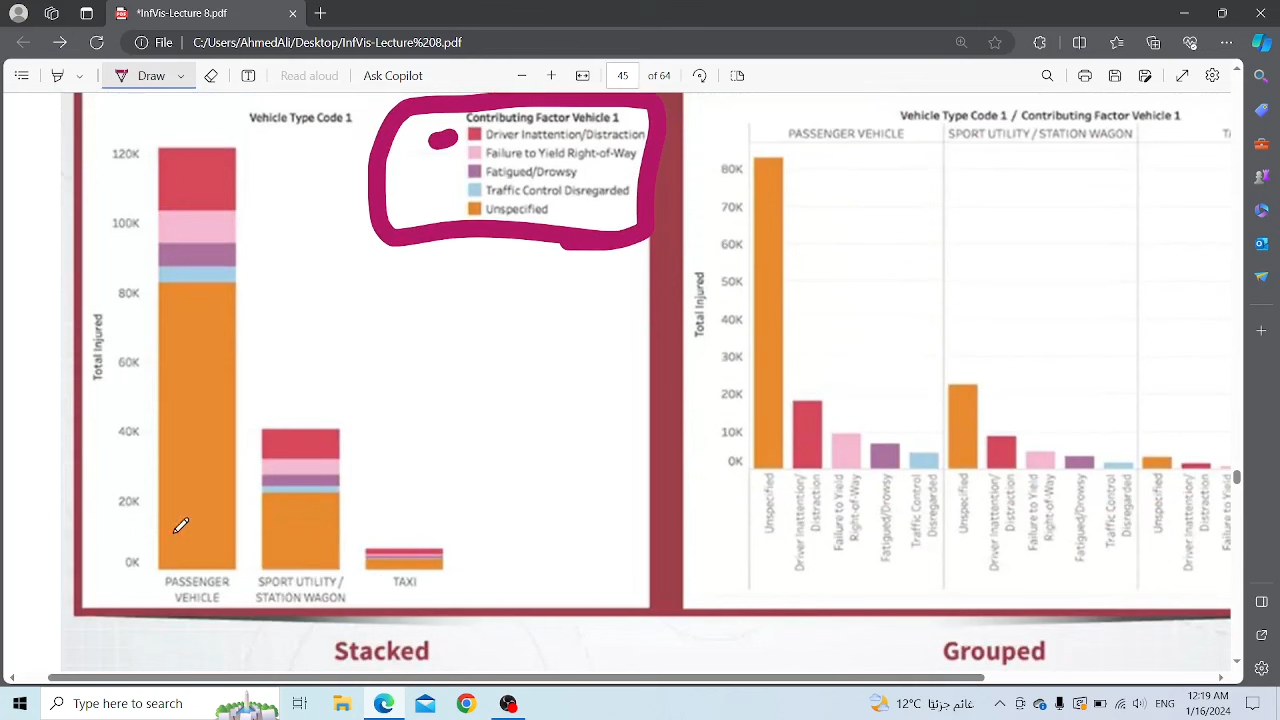 *InVis-Lecture 8.pdf
File
C:/Users/AhmedAli/Desktop/InfVis-Lecture%208.pdf
Draw
Read aloud
Ask Copilot
45
of 64
Vehicle Type Code 1
Contributing Factor Vehicle 1
Driver Inattention/Distraction
Failure to Yield Right-of-Way
Fatigued/Drowsy
Traffic Control Disregarded
Unspecified
120K
100K
80K
60K
40K
20K
0K
Total Injured
PASSENGER
VEHICLE
SPORT UTILITY /
STATION WAGON
TAXI
Stacked
Vehicle Type Code 1 / Contributing Factor Vehicle 1
PASSENGER VEHICLE
SPORT UTILITY / STATION WAGON
80K
70K
60K
50K
40K
30K
20K
10K
0K
Total Injured
Unspecified
Driver Inattention/
Distraction
Failure to Yield
Right-of-Way
Fatigued/Drowsy
Traffic Control
Disregarded
Unspecified
Driver Inattention/
Distraction
Failure to Yield
Right-of-Way
Fatigued/Drowsy
Traffic Control
Disregarded
Unspecified
Driver Inattention/
Distraction
Failure to Yield
Grouped
Type here to search
12°C
غائم جزئيا
ENG
12:19 AM
1/16/2024